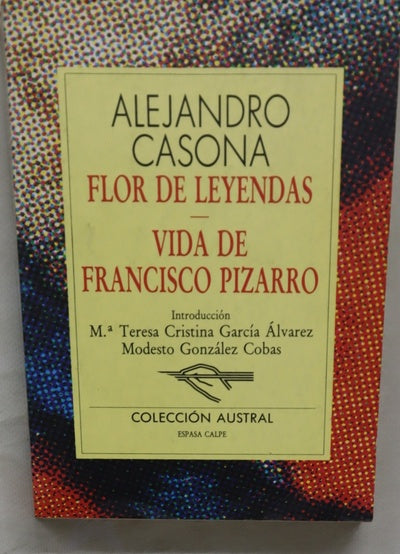 ALEJANDRO
CASONA
FLOR DE LEYENDAS
VIDA DE
FRANCISCO PIZARRO
Introducción
M.ª Teresa Cristina García Álvarez
Modesto González Cobas
COLECCIÓN AUSTRAL
ESPASA CALPE